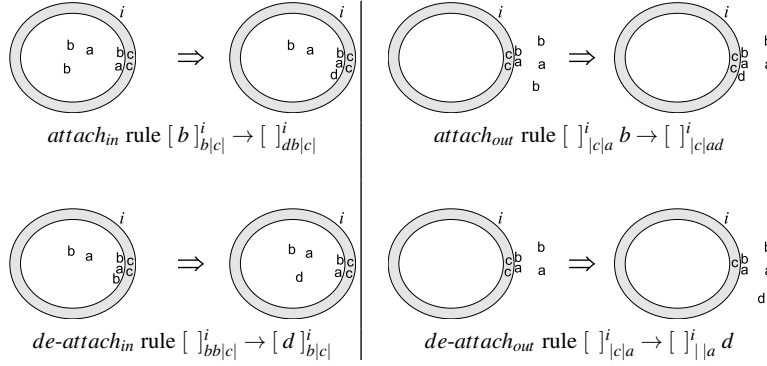 i i i i
b a b b c a c ⇒ b a b c a c d b c c b a a b ⇒ c c b a d b a
attach_in rule [ b ]^i_{b|c|} → [ ]^i_{db|c|} attach_out rule [ ]^i_{|c|a} b → [ ]^i_{|c|ad}
i i i i
b a b c a c b ⇒ b a d b c a c c c b a b a ⇒ c b a b a d
de-attach_in rule [ ]^i_{bb|c|} → [ d ]^i_{b|c|} de-attach_out rule [ ]^i_{|c|a} → [ ]^i_{| |a} d